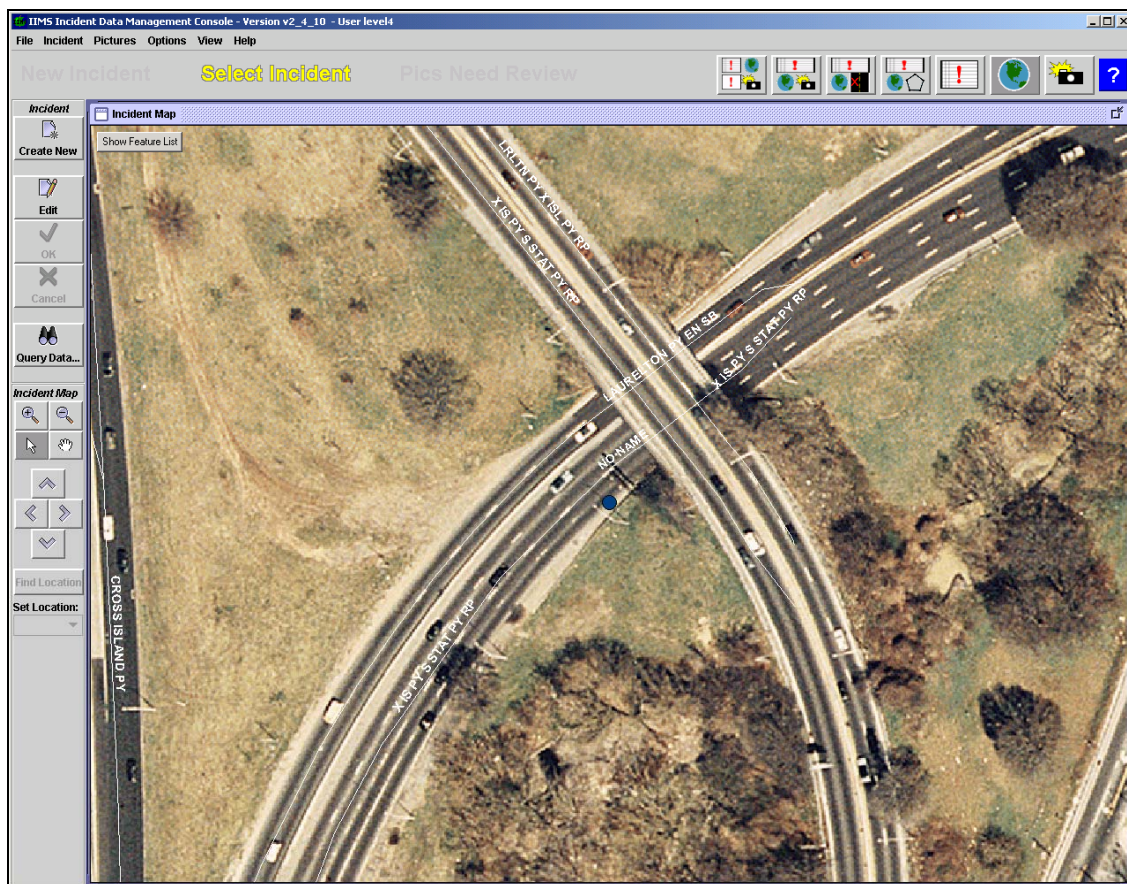 IIMS Incident Data Management Console - Version v2_4_10 - User level4
File Incident Pictures Options View Help
New Incident Select Incident Pics Need Review
?
Incident
Create New
Edit
OK
Cancel
Query Data...
Incident Map
Find Location
Set Location:
Incident Map
Show Feature List
LRLTN PY X ISL PY RP
X IS PY S STAT PY RP
LAURELTON PY EN SB
X IS PY S STAT PY RP
NO-NAME
X IS PY S STAT PY RP
CROSS ISLAND PY